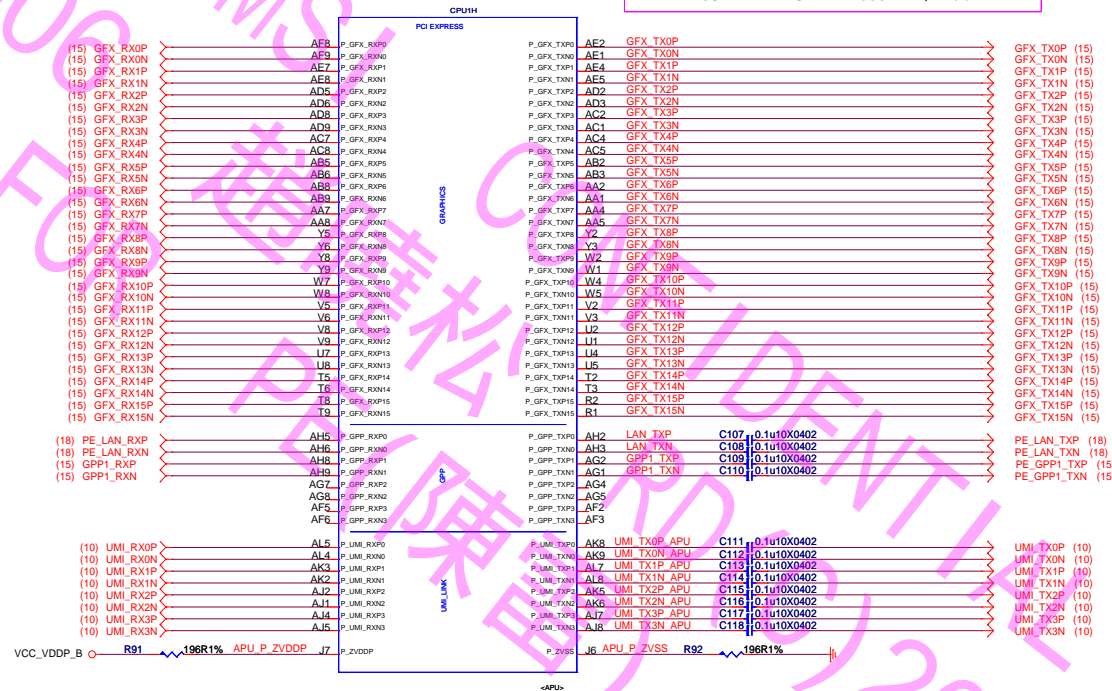 CPU1H
PCI EXPRESS
(15) GFX_RX0P AF8 P_GFX_RXP0 P_GFX_TXP0 AE2 GFX_TX0P GFX_TX0P (15)
(15) GFX_RX0N AF9 P_GFX_RXN0 P_GFX_TXN0 AE1 GFX_TX0N GFX_TX0N (15)
(15) GFX_RX1P AE7 P_GFX_RXP1 P_GFX_TXP1 AE4 GFX_TX1P GFX_TX1P (15)
(15) GFX_RX1N AE8 P_GFX_RXN1 P_GFX_TXN1 AE5 GFX_TX1N GFX_TX1N (15)
(15) GFX_RX2P AD5 P_GFX_RXP2 P_GFX_TXP2 AD2 GFX_TX2P GFX_TX2P (15)
(15) GFX_RX2N AD6 P_GFX_RXN2 P_GFX_TXN2 AD3 GFX_TX2N GFX_TX2N (15)
(15) GFX_RX3P AD8 P_GFX_RXP3 P_GFX_TXP3 AC2 GFX_TX3P GFX_TX3P (15)
(15) GFX_RX3N AD9 P_GFX_RXN3 P_GFX_TXN3 AC1 GFX_TX3N GFX_TX3N (15)
(15) GFX_RX4P AC7 P_GFX_RXP4 P_GFX_TXP4 AC4 GFX_TX4P GFX_TX4P (15)
(15) GFX_RX4N AC8 P_GFX_RXN4 P_GFX_TXN4 AC5 GFX_TX4N GFX_TX4N (15)
(15) GFX_RX5P AB5 P_GFX_RXP5 P_GFX_TXP5 AB2 GFX_TX5P GFX_TX5P (15)
(15) GFX_RX5N AB6 P_GFX_RXN5 P_GFX_TXN5 AB3 GFX_TX5N GFX_TX5N (15)
(15) GFX_RX6P AB8 P_GFX_RXP6 P_GFX_TXP6 AA2 GFX_TX6P GFX_TX6P (15)
(15) GFX_RX6N AB9 P_GFX_RXN6 P_GFX_TXN6 AA1 GFX_TX6N GFX_TX6N (15)
(15) GFX_RX7P AA7 P_GFX_RXP7 P_GFX_TXP7 AA4 GFX_TX7P GFX_TX7P (15)
(15) GFX_RX7N AA8 P_GFX_RXN7 P_GFX_TXN7 AA5 GFX_TX7N GFX_TX7N (15)
(15) GFX_RX8P Y5 P_GFX_RXP8 P_GFX_TXP8 Y2 GFX_TX8P GFX_TX8P (15)
(15) GFX_RX8N Y6 P_GFX_RXN8 P_GFX_TXN8 Y3 GFX_TX8N GFX_TX8N (15)
(15) GFX_RX9P Y8 P_GFX_RXP9 P_GFX_TXP9 W2 GFX_TX9P GFX_TX9P (15)
(15) GFX_RX9N Y9 P_GFX_RXN9 P_GFX_TXN9 W1 GFX_TX9N GFX_TX9N (15)
(15) GFX_RX10P W7 P_GFX_RXP10 P_GFX_TXP10 W4 GFX_TX10P GFX_TX10P (15)
(15) GFX_RX10N W8 P_GFX_RXN10 P_GFX_TXN10 W5 GFX_TX10N GFX_TX10N (15)
(15) GFX_RX11P V5 P_GFX_RXP11 P_GFX_TXP11 V2 GFX_TX11P GFX_TX11P (15)
(15) GFX_RX11N V6 P_GFX_RXN11 P_GFX_TXN11 V3 GFX_TX11N GFX_TX11N (15)
(15) GFX_RX12P V8 P_GFX_RXP12 P_GFX_TXP12 U2 GFX_TX12P GFX_TX12P (15)
(15) GFX_RX12N V9 P_GFX_RXN12 P_GFX_TXN12 U1 GFX_TX12N GFX_TX12N (15)
(15) GFX_RX13P U7 P_GFX_RXP13 P_GFX_TXP13 U4 GFX_TX13P GFX_TX13P (15)
(15) GFX_RX13N U8 P_GFX_RXN13 P_GFX_TXN13 U5 GFX_TX13N GFX_TX13N (15)
(15) GFX_RX14P T5 P_GFX_RXP14 P_GFX_TXP14 T2 GFX_TX14P GFX_TX14P (15)
(15) GFX_RX14N T6 P_GFX_RXN14 P_GFX_TXN14 T3 GFX_TX14N GFX_TX14N (15)
(15) GFX_RX15P T8 P_GFX_RXP15 P_GFX_TXP15 R2 GFX_TX15P GFX_TX15P (15)
(15) GFX_RX15N T9 P_GFX_RXN15 P_GFX_TXN15 R1 GFX_TX15N GFX_TX15N (15)
GRAPHICS
(18) PE_LAN_RXP AH5 P_GPP_RXP0 P_GPP_TXP0 AH2 LAN_TXP C107 0.1u10X0402 PE_LAN_TXP (18)
(18) PE_LAN_RXN AH6 P_GPP_RXN0 P_GPP_TXN0 AH3 LAN_TXN C108 0.1u10X0402 PE_LAN_TXN (18)
(15) GPP1_RXP AH8 P_GPP_RXP1 P_GPP_TXP1 AG2 GPP1_TXP C109 0.1u10X0402 PE_GPP1_TXP (15
(15) GPP1_RXN AH9 P_GPP_RXN1 P_GPP_TXN1 AG1 GPP1_TXN C110 0.1u10X0402 PE_GPP1_TXN (15
AG7 P_GPP_RXP2 P_GPP_TXP2 AG4
AG8 P_GPP_RXN2 P_GPP_TXN2 AG5
AF5 P_GPP_RXP3 P_GPP_TXP3 AF2
AF6 P_GPP_RXN3 P_GPP_TXN3 AF3
GPP
(10) UMI_RX0P AL5 P_UMI_RXP0 P_UMI_TXP0 AK8 UMI_TX0P_APU C111 0.1u10X0402 UMI_TX0P (10)
(10) UMI_RX0N AL4 P_UMI_RXN0 P_UMI_TXN0 AK9 UMI_TX0N_APU C112 0.1u10X0402 UMI_TX0N (10)
(10) UMI_RX1P AK3 P_UMI_RXP1 P_UMI_TXP1 AL7 UMI_TX1P_APU C113 0.1u10X0402 UMI_TX1P (10)
(10) UMI_RX1N AK2 P_UMI_RXN1 P_UMI_TXN1 AL8 UMI_TX1N_APU C114 0.1u10X0402 UMI_TX1N (10)
(10) UMI_RX2P AJ2 P_UMI_RXP2 P_UMI_TXP2 AK5 UMI_TX2P_APU C115 0.1u10X0402 UMI_TX2P (10)
(10) UMI_RX2N AJ1 P_UMI_RXN2 P_UMI_TXN2 AK6 UMI_TX2N_APU C116 0.1u10X0402 UMI_TX2N (10)
(10) UMI_RX3P AJ4 P_UMI_RXP3 P_UMI_TXP3 AJ7 UMI_TX3P_APU C117 0.1u10X0402 UMI_TX3P (10)
(10) UMI_RX3N AJ5 P_UMI_RXN3 P_UMI_TXN3 AJ8 UMI_TX3N_APU C118 0.1u10X0402 UMI_TX3N (10)
UMI_LINK
VCC_VDDP_B R91 196R1% APU_P_ZVDDP J7 P_ZVDDP P_ZVSS J6 APU_P_ZVSS R92 196R1%
<APU>
MSI CONFIDENTIAL
FOR 趙肇松